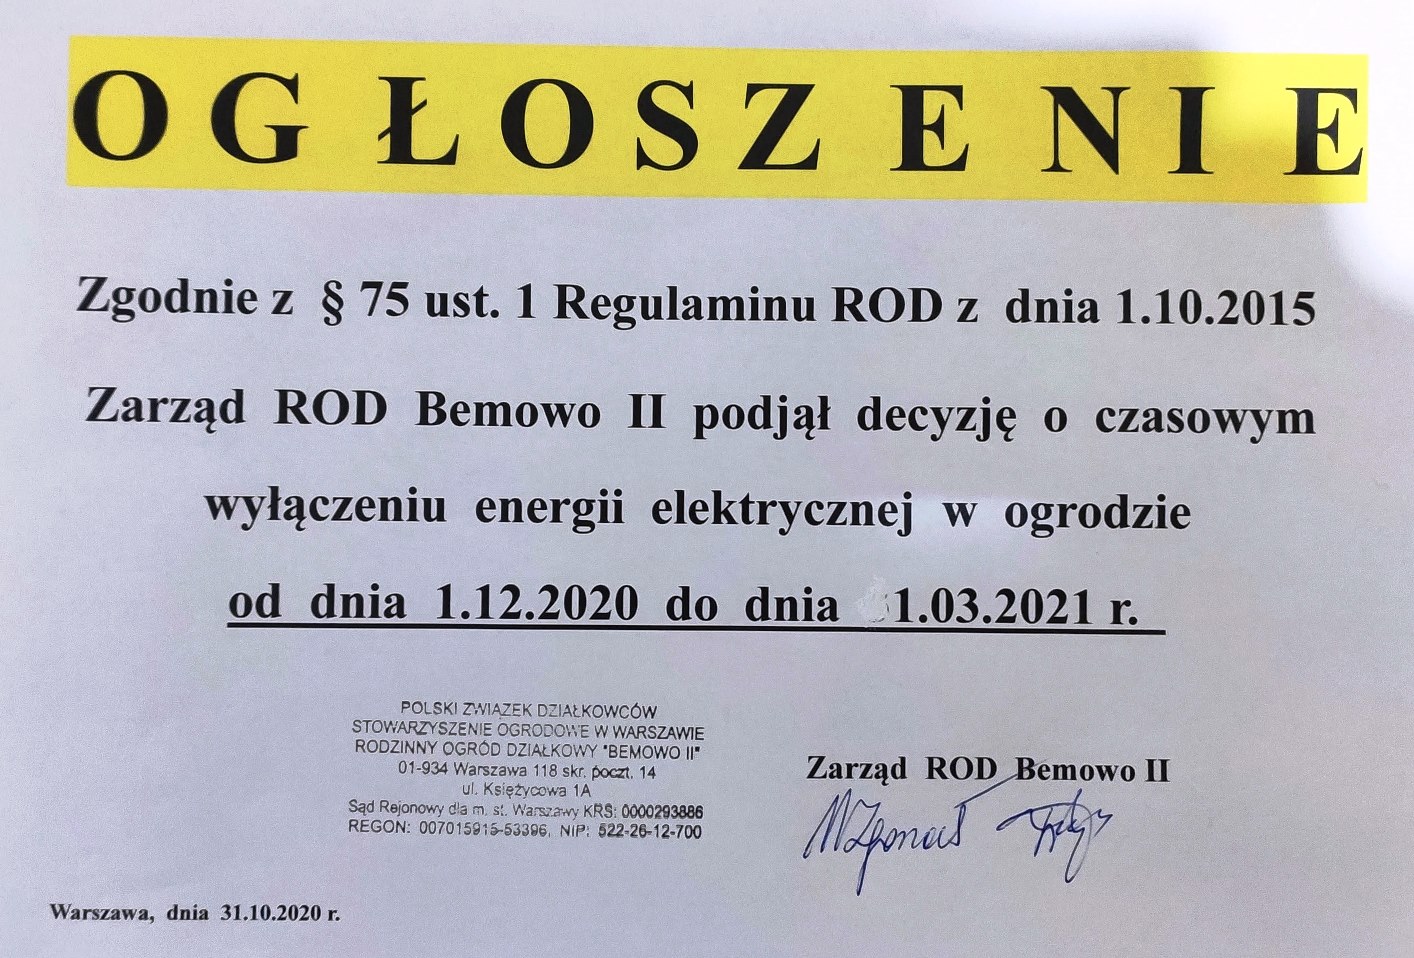 OGŁOSZENIE
Zgodnie z § 75 ust. 1 Regulaminu ROD z dnia 1.10.2015
Zarząd ROD Bemowo II podjął decyzję o czasowym
wyłączeniu energii elektrycznej w ogrodzie
od dnia 1.12.2020 do dnia 1.03.2021 r.
POLSKI ZWIĄZEK DZIAŁKOWCÓW
STOWARZYSZENIE OGRODOWE W WARSZAWIE
RODZINNY OGRÓD DZIAŁKOWY "BEMOWO II"
01-934 Warszawa 118 skr. poczt. 14
ul. Księżycowa 1A
Sąd Rejonowy dla m. st. Warszawy KRS: 0000293886
REGON: 007015915-53396, NIP: 522-26-12-700
Zarząd ROD Bemowo II
Warszawa, dnia 31.10.2020 r.